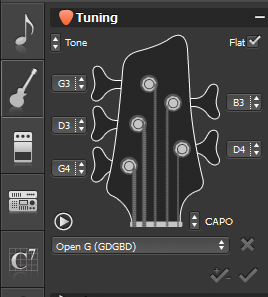 Tuning
Tone
Flat
G3
B3
D3
D4
G4
CAPO
Open G (GDGBD)
C7